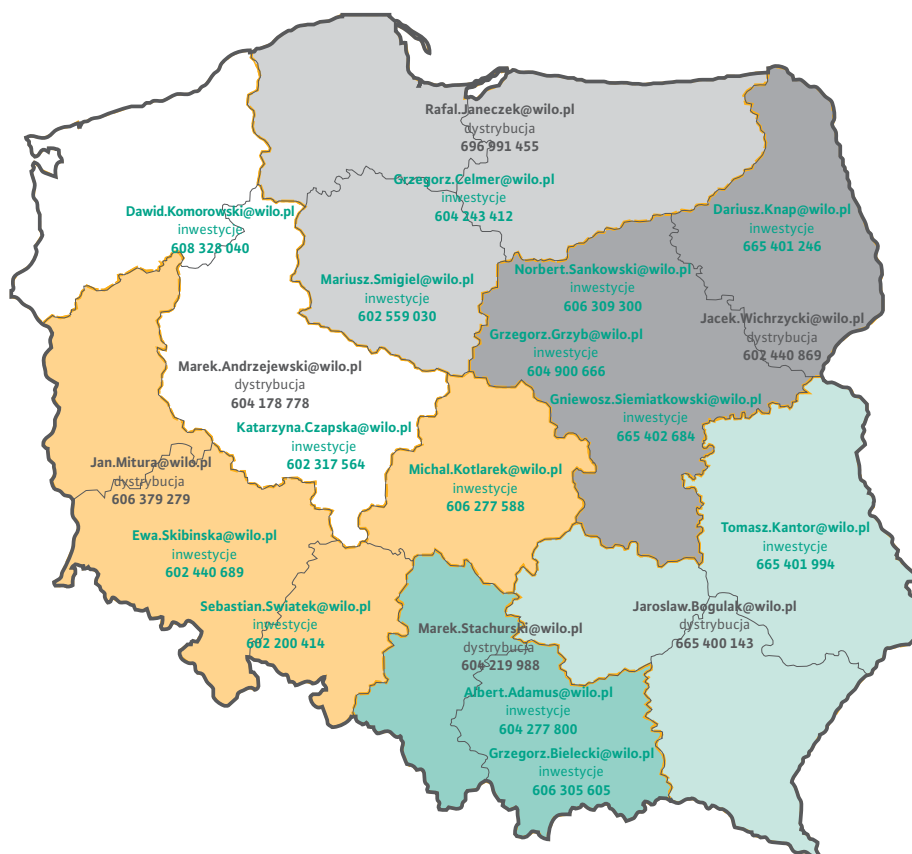 Rafal.Janeczek@wilo.pl
dystrybucja
696 991 455
Grzegorz.Celmer@wilo.pl
inwestycje
604 243 412
Dawid.Komorowski@wilo.pl
inwestycje
608 328 040
Dariusz.Knap@wilo.pl
inwestycje
665 401 246
Mariusz.Smigiel@wilo.pl
inwestycje
602 559 030
Norbert.Sankowski@wilo.pl
inwestycje
606 309 300
Jacek.Wichrzycki@wilo.pl
dystrybucja
602 440 869
Grzegorz.Grzyb@wilo.pl
inwestycje
604 900 666
Marek.Andrzejewski@wilo.pl
dystrybucja
604 178 778
Gniewosz.Siemiatkowski@wilo.pl
inwestycje
665 402 684
Katarzyna.Czapska@wilo.pl
inwestycje
602 317 564
Jan.Mitura@wilo.pl
dystrybucja
606 379 279
Michal.Kotlarek@wilo.pl
inwestycje
606 277 588
Ewa.Skibinska@wilo.pl
inwestycje
602 440 689
Tomasz.Kantor@wilo.pl
inwestycje
665 401 994
Sebastian.Swiatek@wilo.pl
inwestycje
602 200 414
Jaroslaw.Bogulak@wilo.pl
dystrybucja
665 400 143
Marek.Stachurski@wilo.pl
dystrybucja
604 219 988
Albert.Adamus@wilo.pl
inwestycje
604 277 800
Grzegorz.Bielecki@wilo.pl
inwestycje
606 305 605